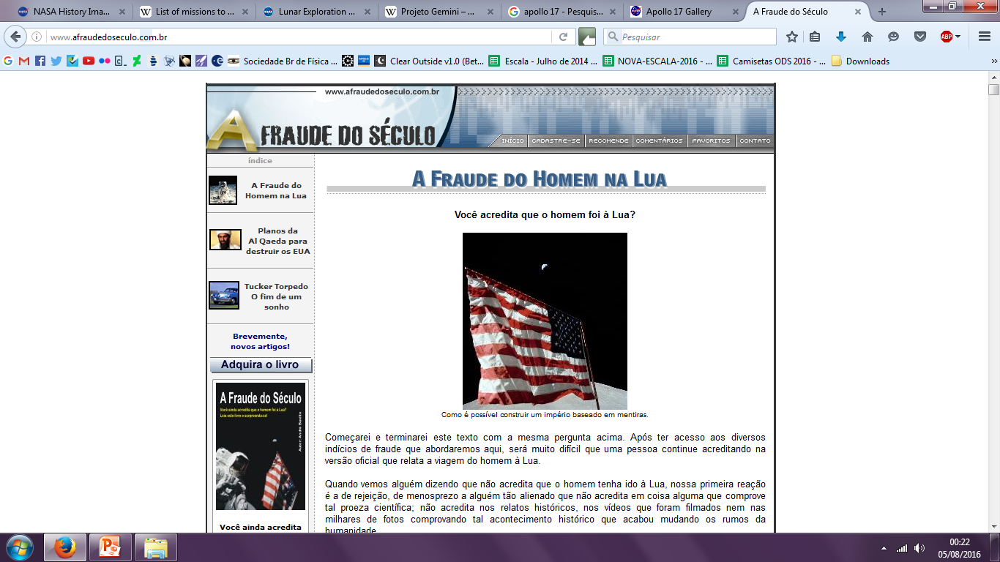 NASA History Ima...
List of missions to ...
Lunar Exploration ...
Projeto Gemini – ...
apollo 17 - Pesquis...
Apollo 17 Gallery
A Fraude do Século
www.afraudedoseculo.com.br
Pesquisar
ABP
Sociedade Br de Física ...
Clear Outside v1.0 (Bet...
Escala - Julho de 2014 ...
NOVA-ESCALA-2016 - ...
Camisetas ODS 2016 - ...
Downloads
www.afraudedoseculo.com.br
A FRAUDE DO SÉCULO
INÍCIO
CADASTRE-SE
RECOMENDE
COMENTÁRIOS
FAVORITOS
CONTATO
índice
A Fraude do
Homem na Lua
Planos da
Al Qaeda para
destruir os EUA
Tucker Torpedo
O fim de um
sonho
Brevemente,
novos artigos!
Adquira o livro
A Fraude do Século
Você ainda acredita que o homem foi à Lua?
Leia este livro e surpreenda-se!
Autor: André Basílio
Você ainda acredita
A FRAUDE DO HOMEM NA LUA
Você acredita que o homem foi à Lua?
Como é possível construir um império baseado em mentiras.
Começarei e terminarei este texto com a mesma pergunta acima. Após ter acesso aos diversos
indícios de fraude que abordaremos aqui, será muito difícil que uma pessoa continue acreditando na
versão oficial que relata a viagem do homem à Lua.
Quando vemos alguém dizendo que não acredita que o homem tenha ido à Lua, nossa primeira reação
é a de rejeição, de menosprezo a alguém tão alienado que não acredita em coisa alguma que comprove
tal proeza científica; não acredita nos relatos históricos, nos vídeos que foram filmados nem nas
milhares de fotos comprovando tal acontecimento histórico que acabou mudando os rumos da
humanidade.
00:22
05/08/2016